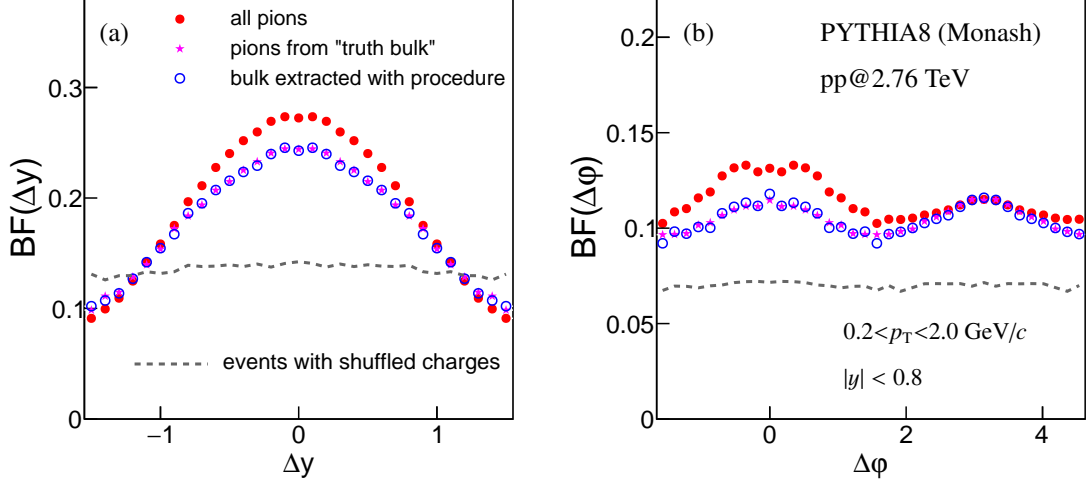 (a)
all pions
pions from "truth bulk"
bulk extracted with procedure
0.3
0.2
0.1
0
BF(Δy)
events with shuffled charges
−1
0
1
Δy
(b)
PYTHIA8 (Monash)
pp@2.76 TeV
0.2
0.15
0.1
0.05
0
BF(Δφ)
0.2<p_T<2.0 GeV/c
|y| < 0.8
0
2
4
Δφ